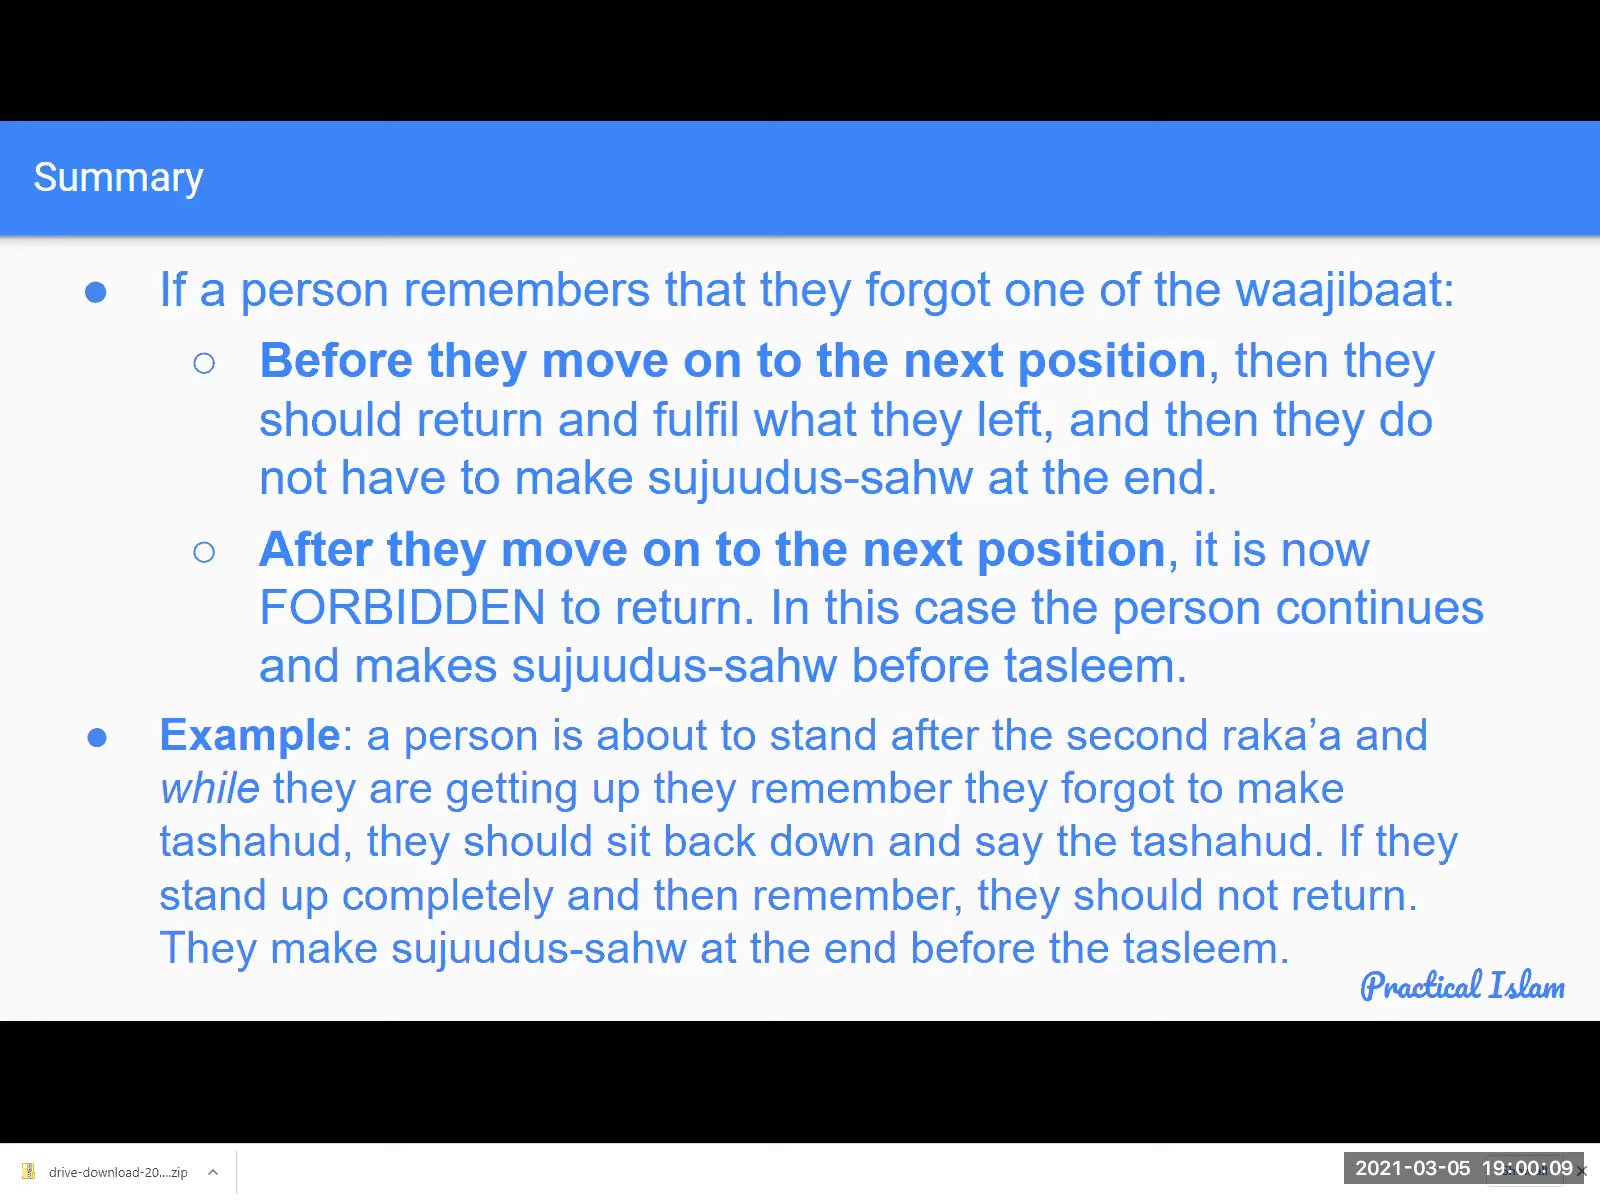 Summary
● If a person remembers that they forgot one of the waajibaat:
○ Before they move on to the next position, then they
should return and fulfil what they left, and then they do
not have to make sujuudus-sahw at the end.
○ After they move on to the next position, it is now
FORBIDDEN to return. In this case the person continues
and makes sujuudus-sahw before tasleem.
● Example: a person is about to stand after the second raka’a and
while they are getting up they remember they forgot to make
tashahud, they should sit back down and say the tashahud. If they
stand up completely and then remember, they should not return.
They make sujuudus-sahw at the end before the tasleem.
Practical Islam
drive-download-20....zip
2021-03-05 19:00:09